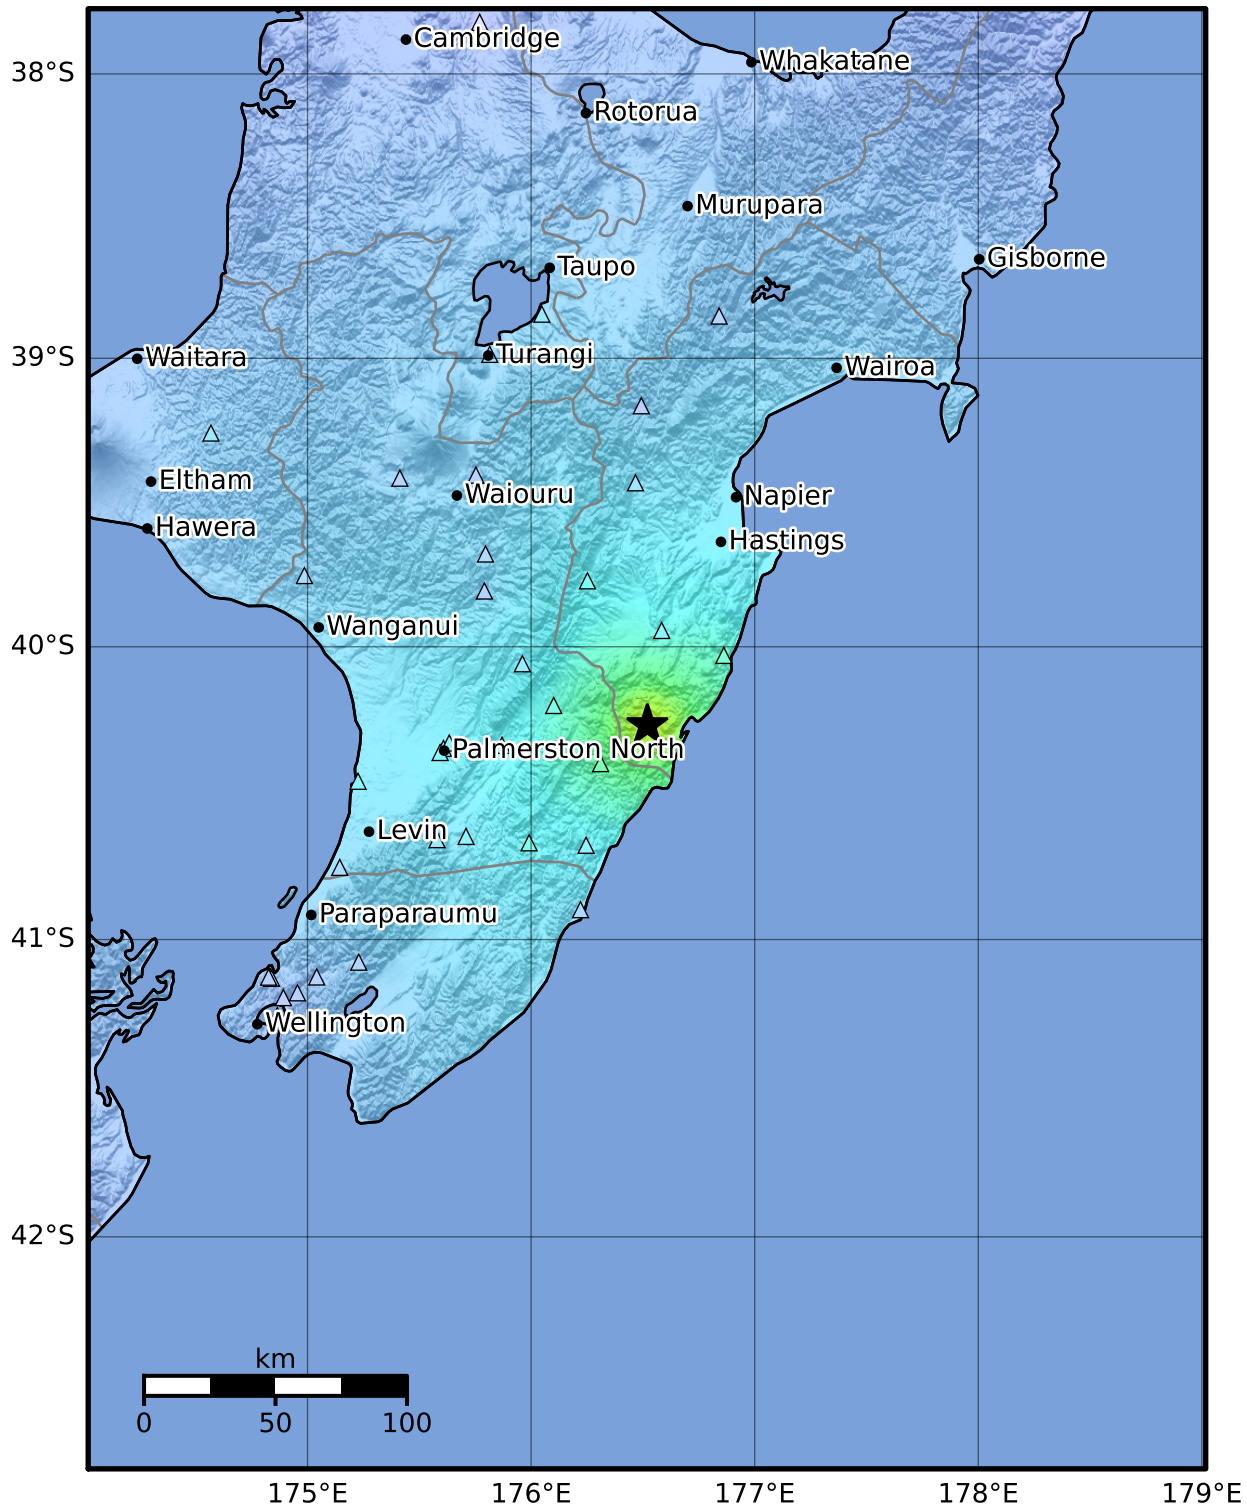 Cambridge
Whakatane
38°S
Rotorua
Murupara
Gisborne
Taupo
Turangi
39°S
Waitara
Wairoa
Eltham
Waiouru
Napier
Hawera
Hastings
Wanganui
40°S
Palmerston North
Levin
Paraparaumu
41°S
Wellington
42°S
km
0 50 100
175°E 176°E 177°E 178°E 179°E